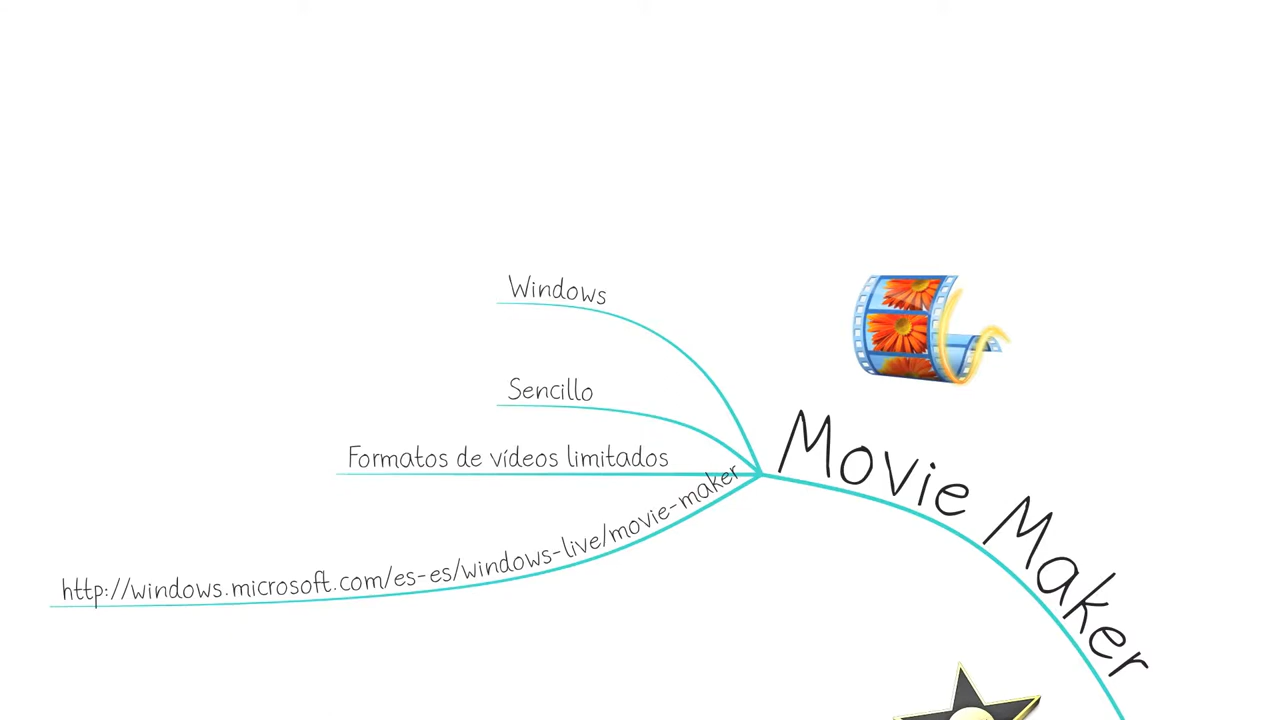 Windows
Sencillo
Formatos de vídeos limitados
http://windows.microsoft.com/es-es/windows-live/movie-maker
Movie Maker